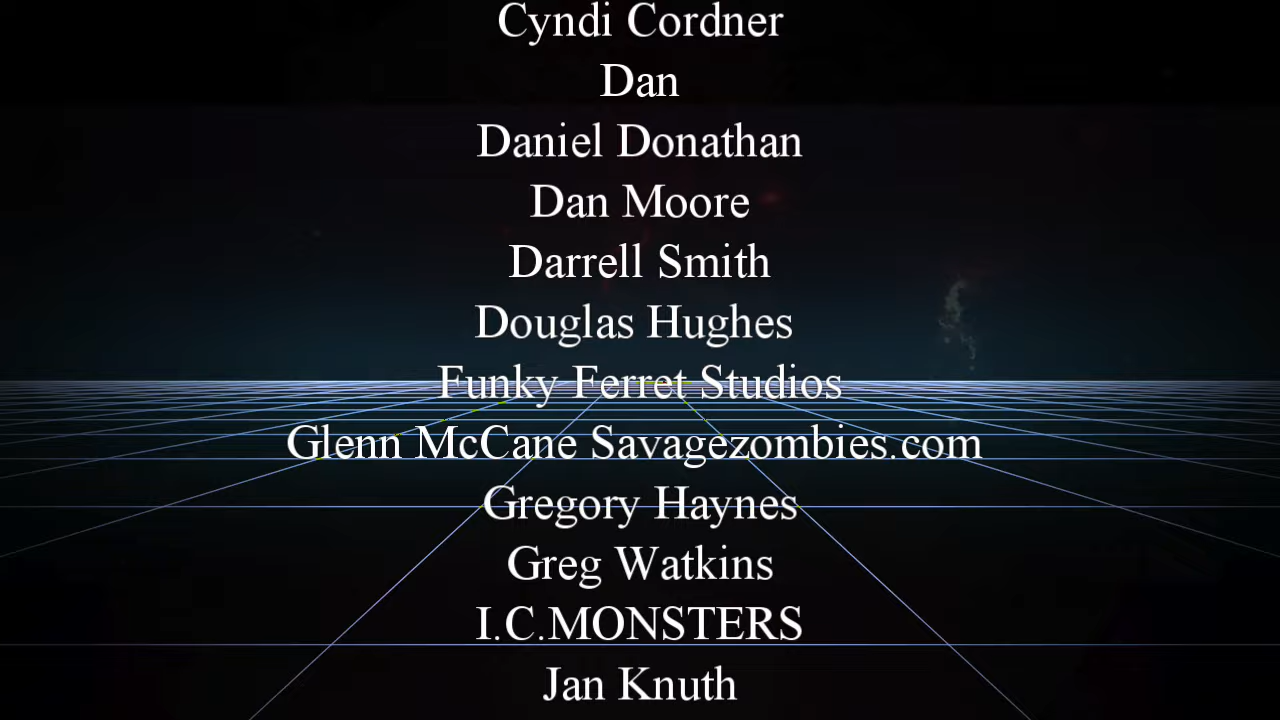 Cyndi Cordner
Dan
Daniel Donathan
Dan Moore
Darrell Smith
Douglas Hughes
Funky Ferret Studios
Glenn McCane Savagezombies.com
Gregory Haynes
Greg Watkins
I.C.MONSTERS
Jan Knuth